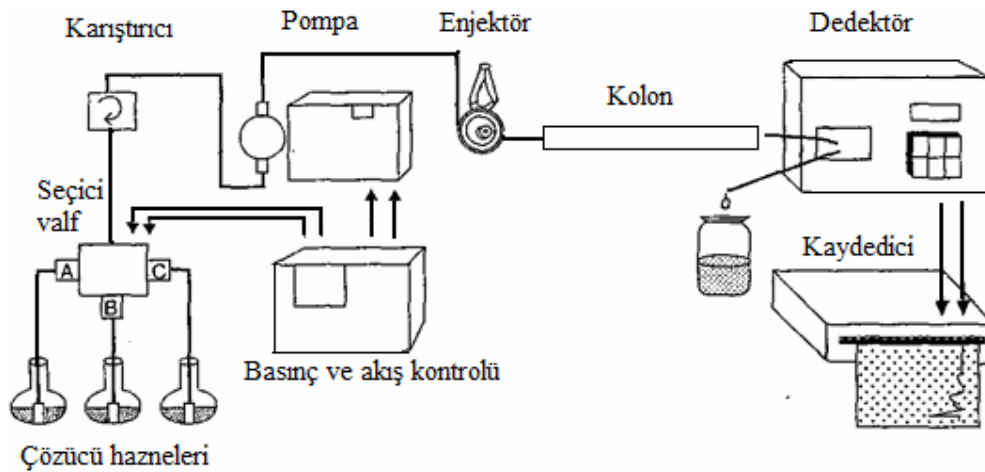 Karıştırıcı
Pompa
Enjektör
Dedektör
Kolon
Seçici
valf
A
C
B
Kaydedici
Basınç ve akış kontrolü
Çözücü hazneleri